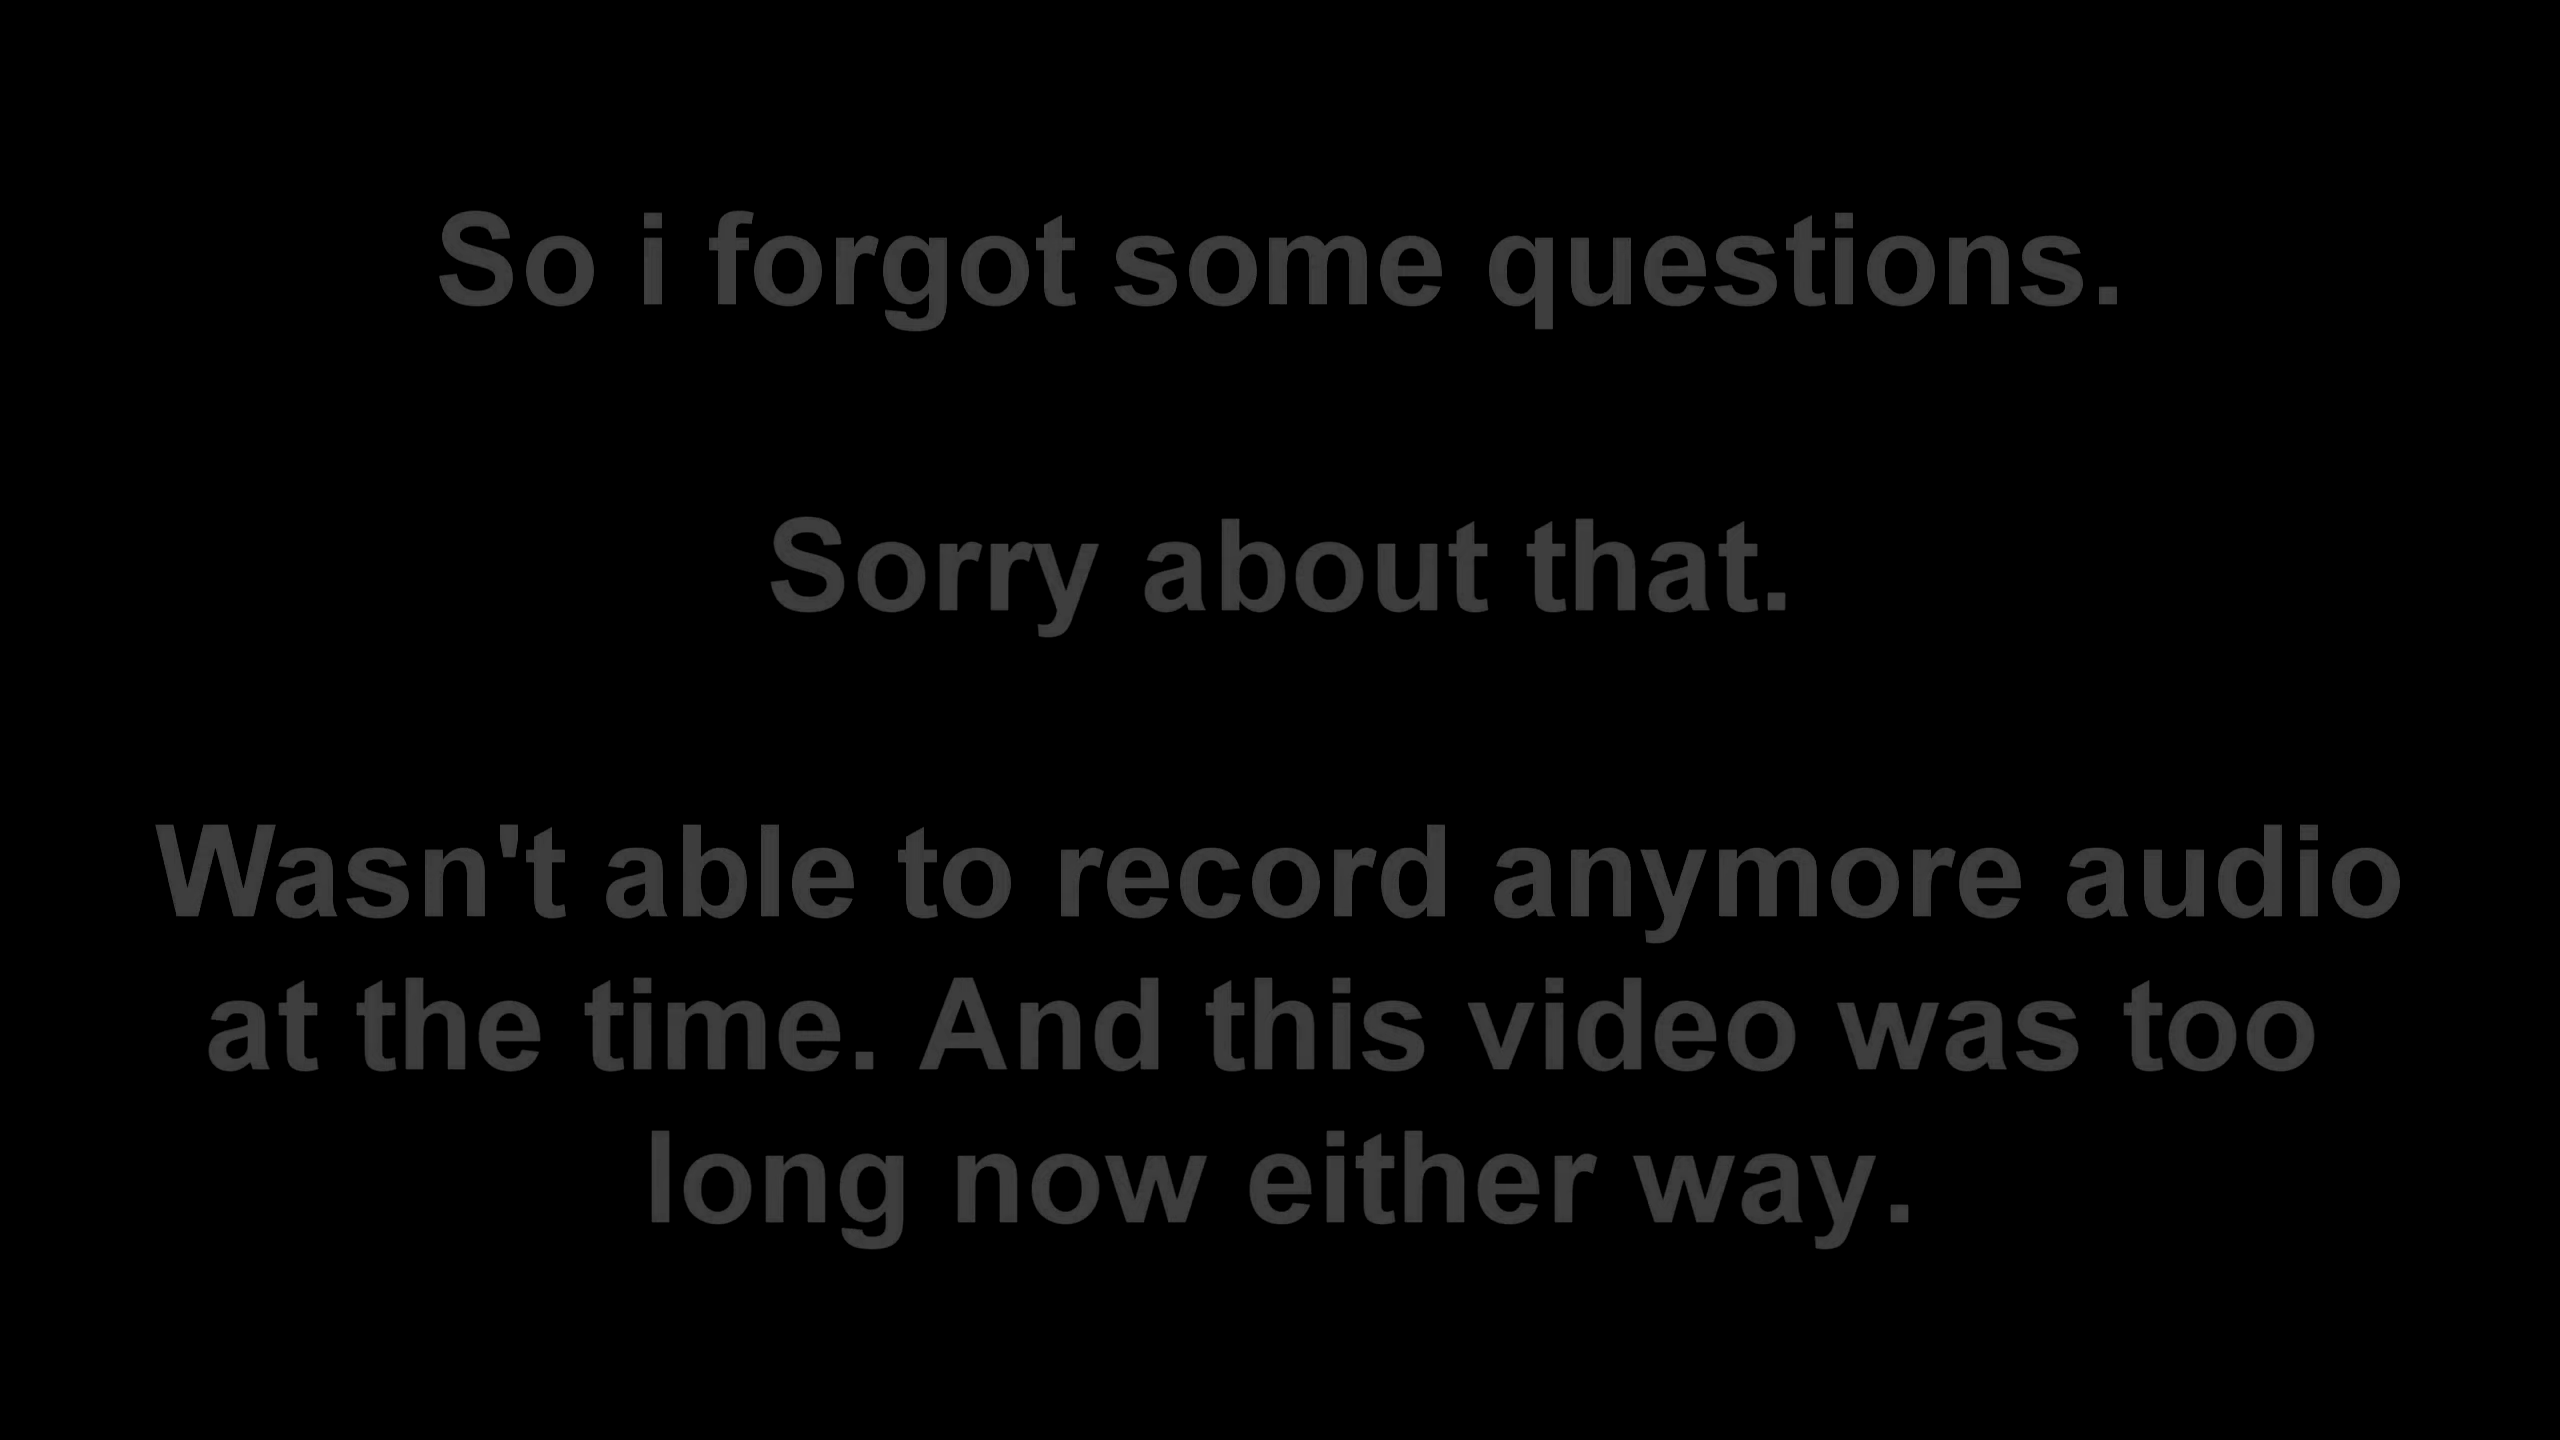 So i forgot some questions.
Sorry about that.
Wasn't able to record anymore audio
at the time. And this video was too
long now either way.